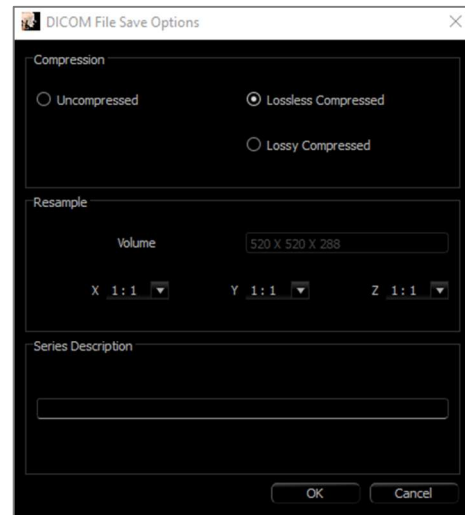 DICOM File Save Options
Compression
Uncompressed
Lossless Compressed
Lossy Compressed
Resample
Volume 520 X 520 X 288
X 1:1 Y 1:1 Z 1:1
Series Description
OK Cancel